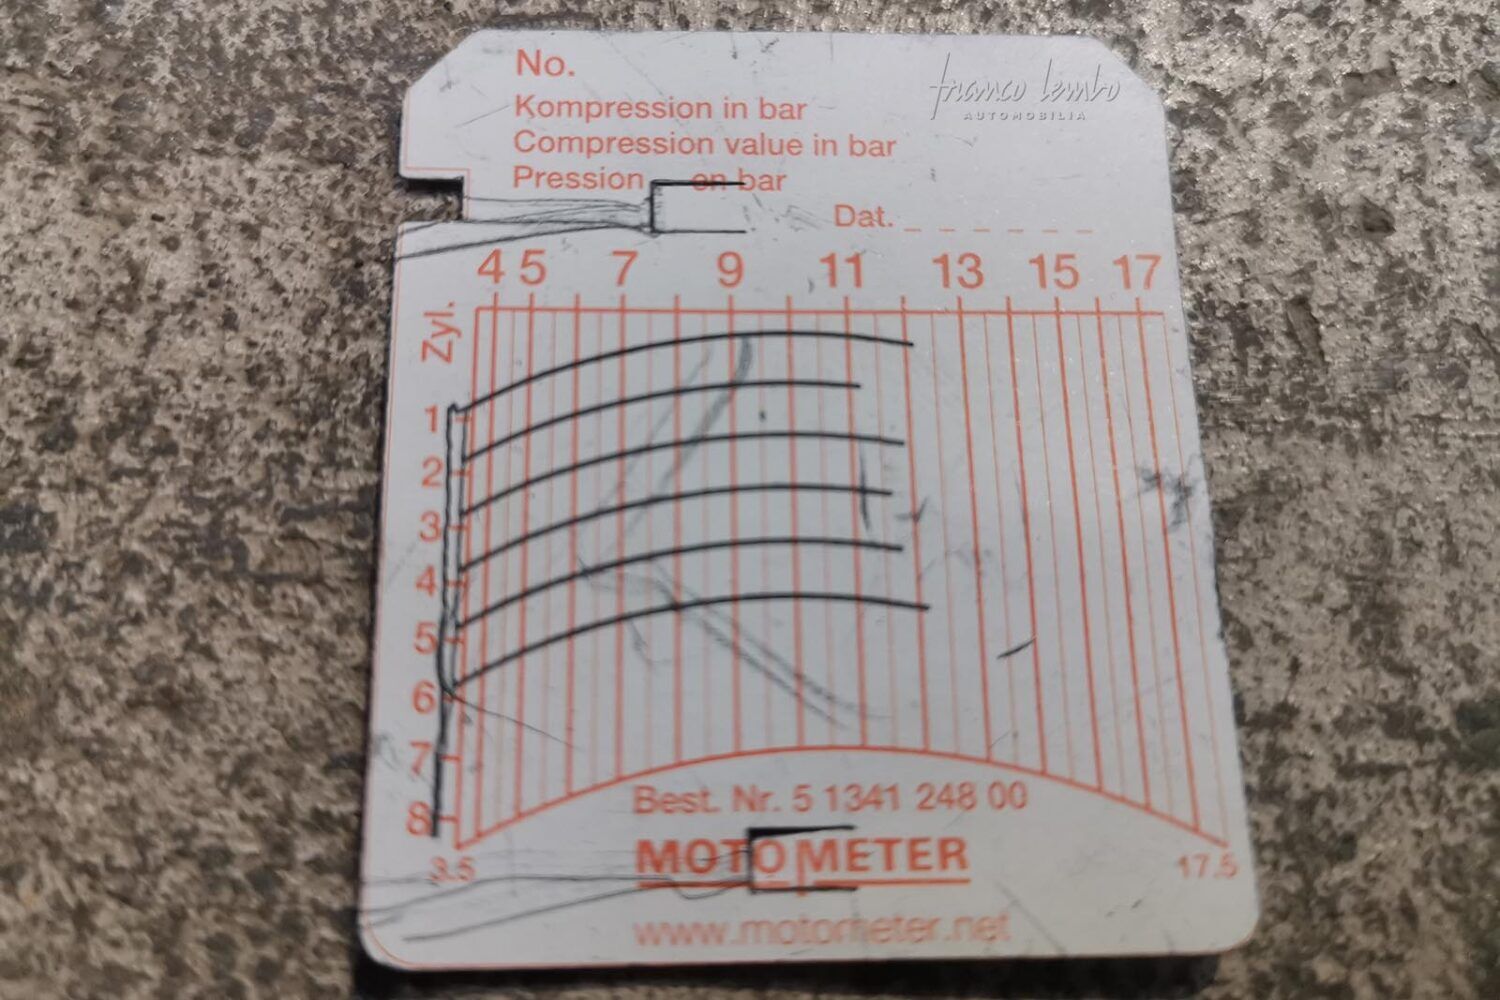 franco lembo
AUTOMOBILIA
No.
Kompression in bar
Compression value in bar
Pression en bar
Dat.
4 5 7 9 11 13 15 17
Zyl.
1
2
3
4
5
6
7
8
3.5 17.5
Best. Nr. 5 1341 248 00
MOTOMETER
www.motometer.net